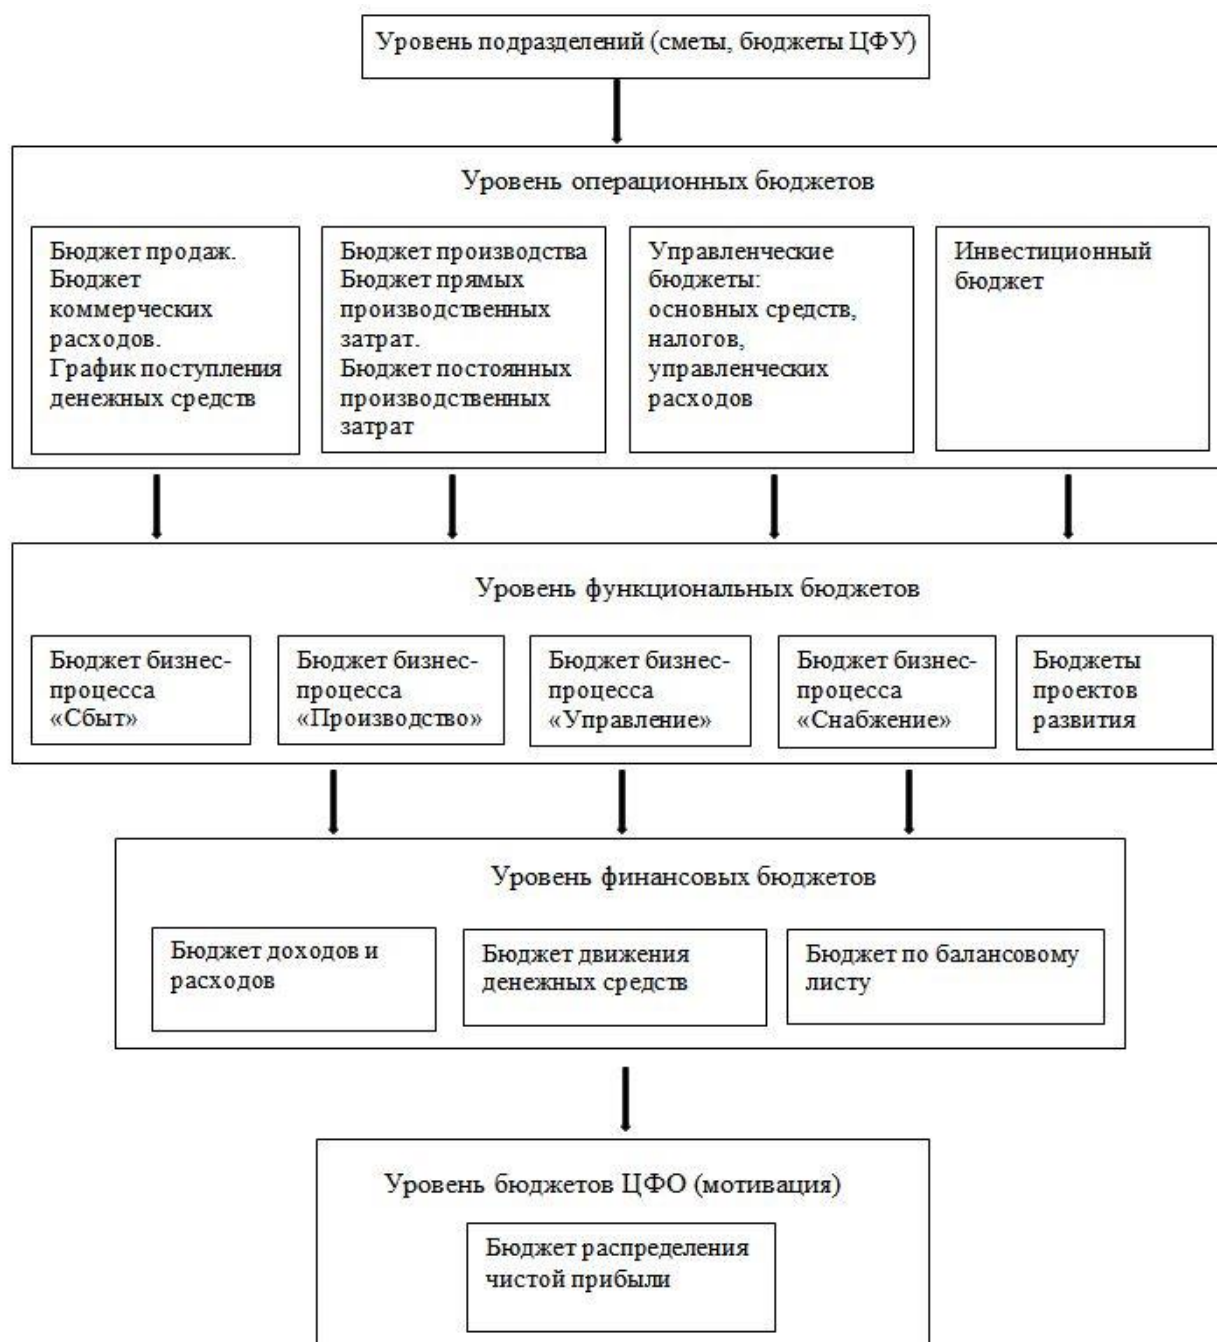 Уровень подразделений (сметы, бюджеты ЦФУ)
Уровень операционных бюджетов
Бюджет продаж.
Бюджет
коммерческих
расходов.
График поступления
денежных средств
Бюджет производства
Бюджет прямых
производственных
затрат.
Бюджет постоянных
производственных
затрат
Управленческие
бюджеты:
основных средств,
налогов,
управленческих
расходов
Инвестиционный
бюджет
Уровень функциональных бюджетов
Бюджет бизнес-
процесса
«Сбыт»
Бюджет бизнес-
процесса
«Производство»
Бюджет бизнес-
процесса
«Управление»
Бюджет бизнес-
процесса
«Снабжение»
Бюджеты
проектов
развития
Уровень финансовых бюджетов
Бюджет доходов и
расходов
Бюджет движения
денежных средств
Бюджет по балансовому
листу
Уровень бюджетов ЦФО (мотивация)
Бюджет распределения
чистой прибыли